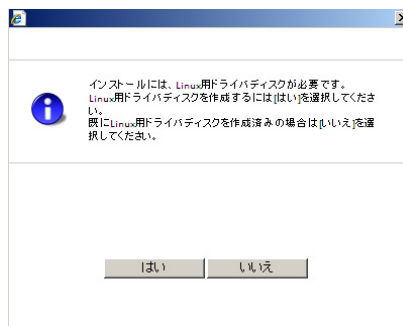 インストールには、Linux用ドライバディスクが必要です。
Linux用ドライバディスクを作成するには[はい]を選択してくださ
い。
既にLinux用ドライバディスクを作成済みの場合は[いいえ]を選
択してください。
はい
いいえ